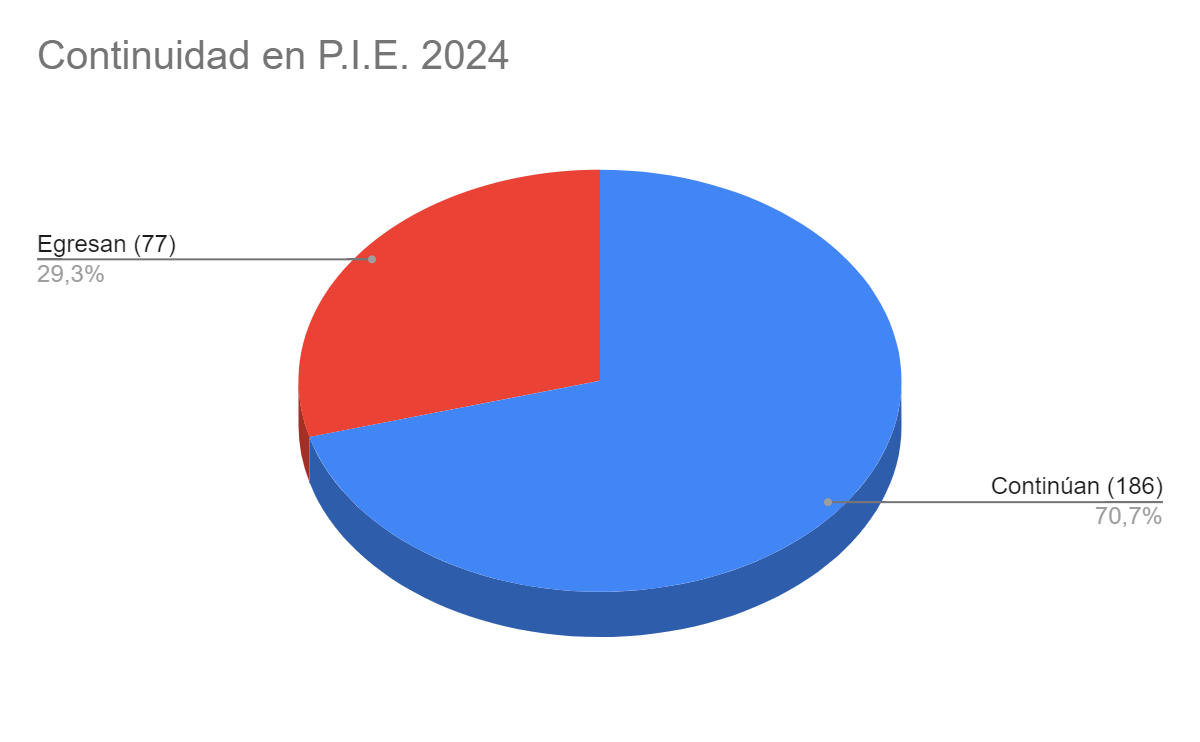 Continuidad en P.I.E. 2024
Egresan (77)
29,3%
Continúan (186)
70,7%